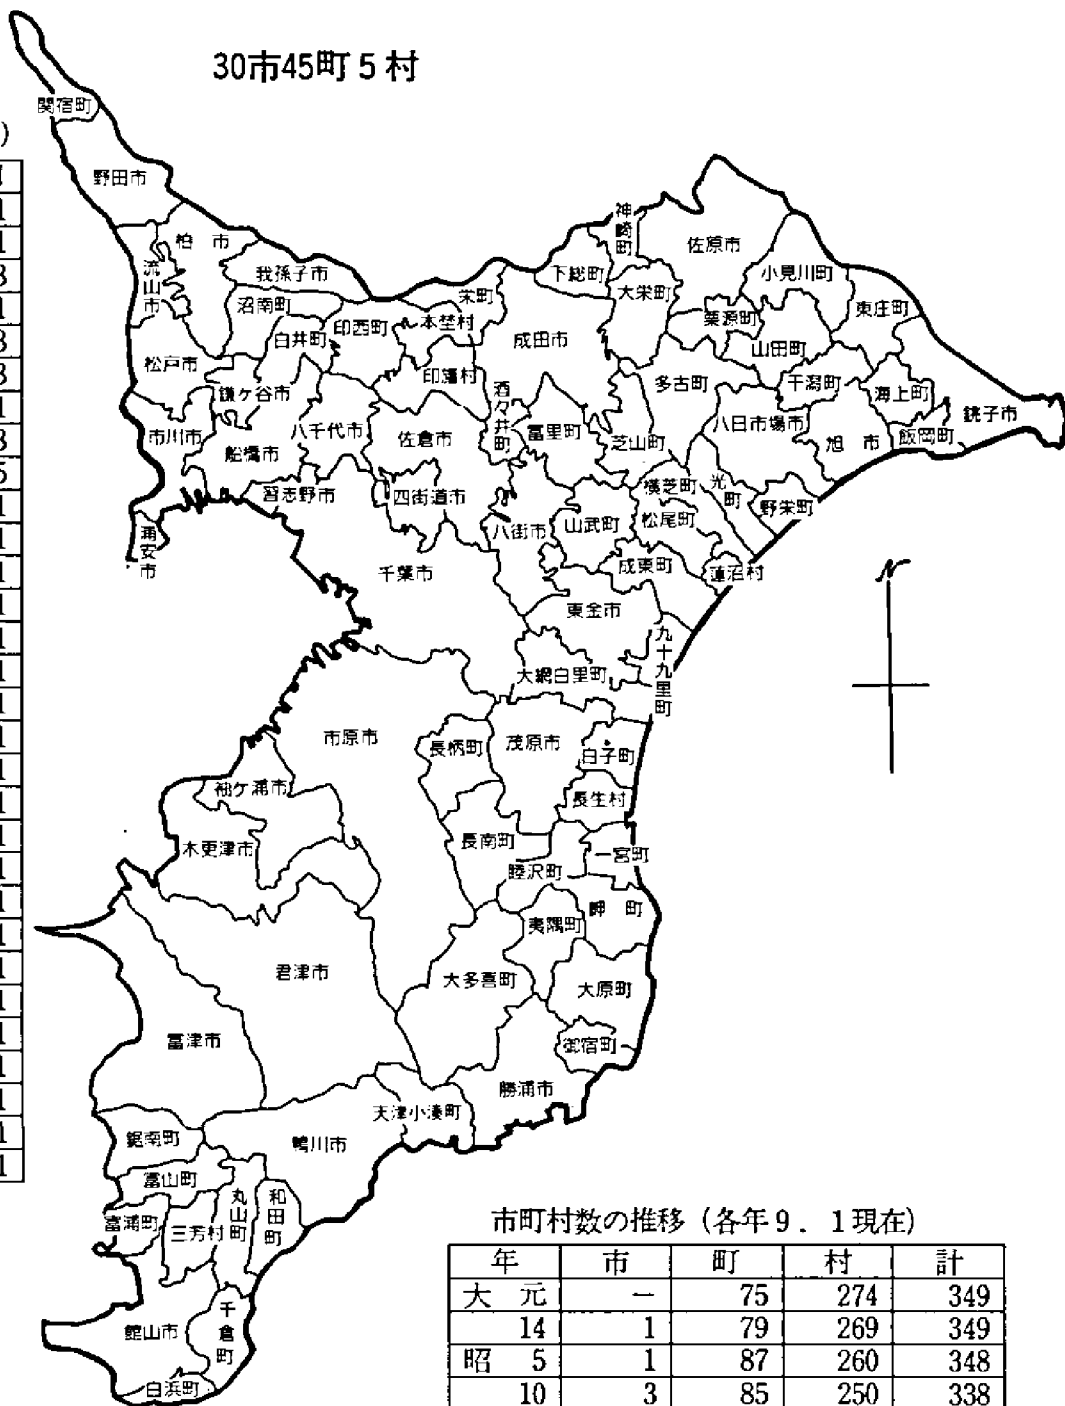 30市45町5村
関宿町
野田市
柏市
流山市
我孫子市
沼南町
松戸市
白井町
印西町
本埜村
栄町
印旛村
鎌ヶ谷市
市川市
船橋市
八千代市
習志野市
浦安市
佐倉市
四街道市
酒々井町
成田市
下総町
神崎町
大栄町
佐原市
小見川町
栗源町
山田町
東庄町
多古町
干潟町
海上町
銚子市
飯岡町
旭市
八日市場市
富里町
芝山町
横芝町
光町
野栄町
八街市
山武町
松尾町
成東町
蓮沼村
千葉市
東金市
九十九里町
大網白里町
市原市
長柄町
茂原市
白子町
長生村
袖ケ浦市
木更津市
長南町
睦沢町
一宮町
岬町
夷隅町
君津市
大多喜町
大原町
御宿町
富津市
勝浦市
天津小湊町
鴨川市
鋸南町
富山町
富浦町
三芳村
丸山町
和田町
館山市
千倉町
白浜町
N
市町村数の推移(各年9.1現在)
年 市 町 村 計
大 元 － 75 274 349
14 1 79 269 349
昭 5 1 87 260 348
10 3 85 250 338